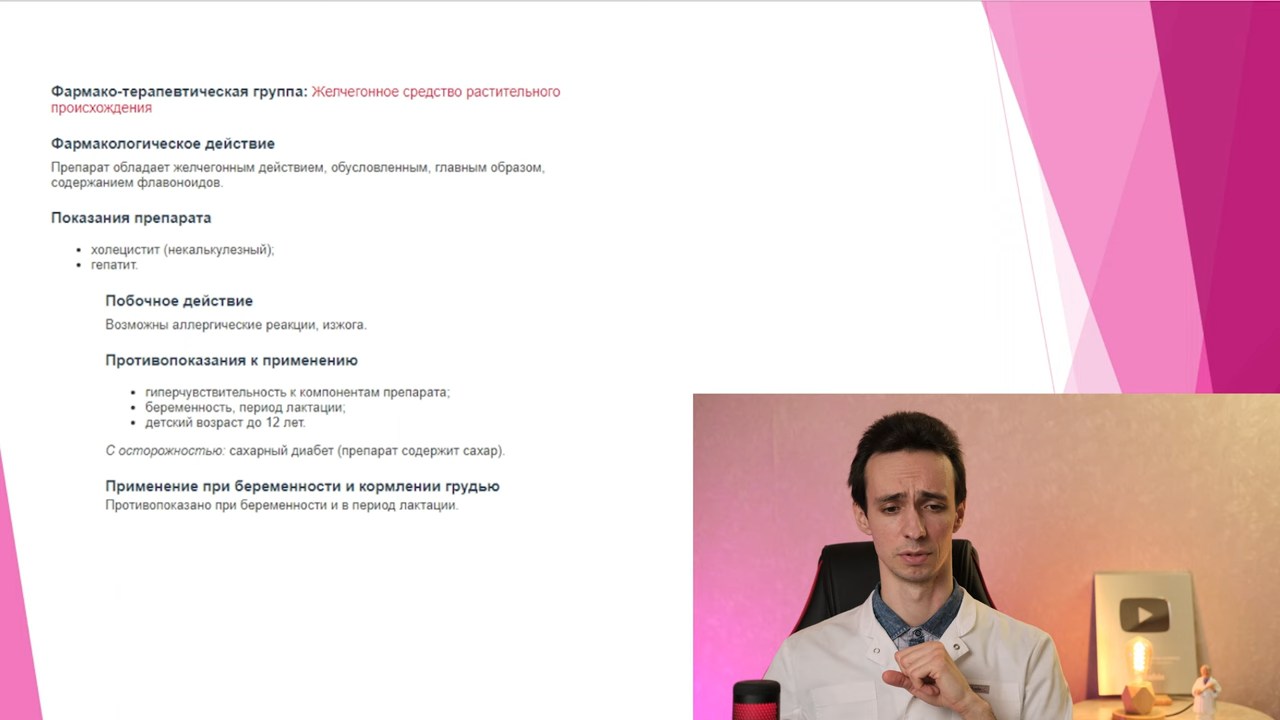 Фармако-терапевтическая группа: Желчегонное средство растительного
происхождения
Фармакологическое действие
Препарат обладает желчегонным действием, обусловленным, главным образом,
содержанием флавоноидов.
Показания препарата
• холецистит (некалькулезный);
• гепатит.
Побочное действие
Возможны аллергические реакции, изжога.
Противопоказания к применению
• гиперчувствительность к компонентам препарата;
• беременность, период лактации;
• детский возраст до 12 лет.
С осторожностью: сахарный диабет (препарат содержит сахар).
Применение при беременности и кормлении грудью
Противопоказано при беременности и в период лактации.